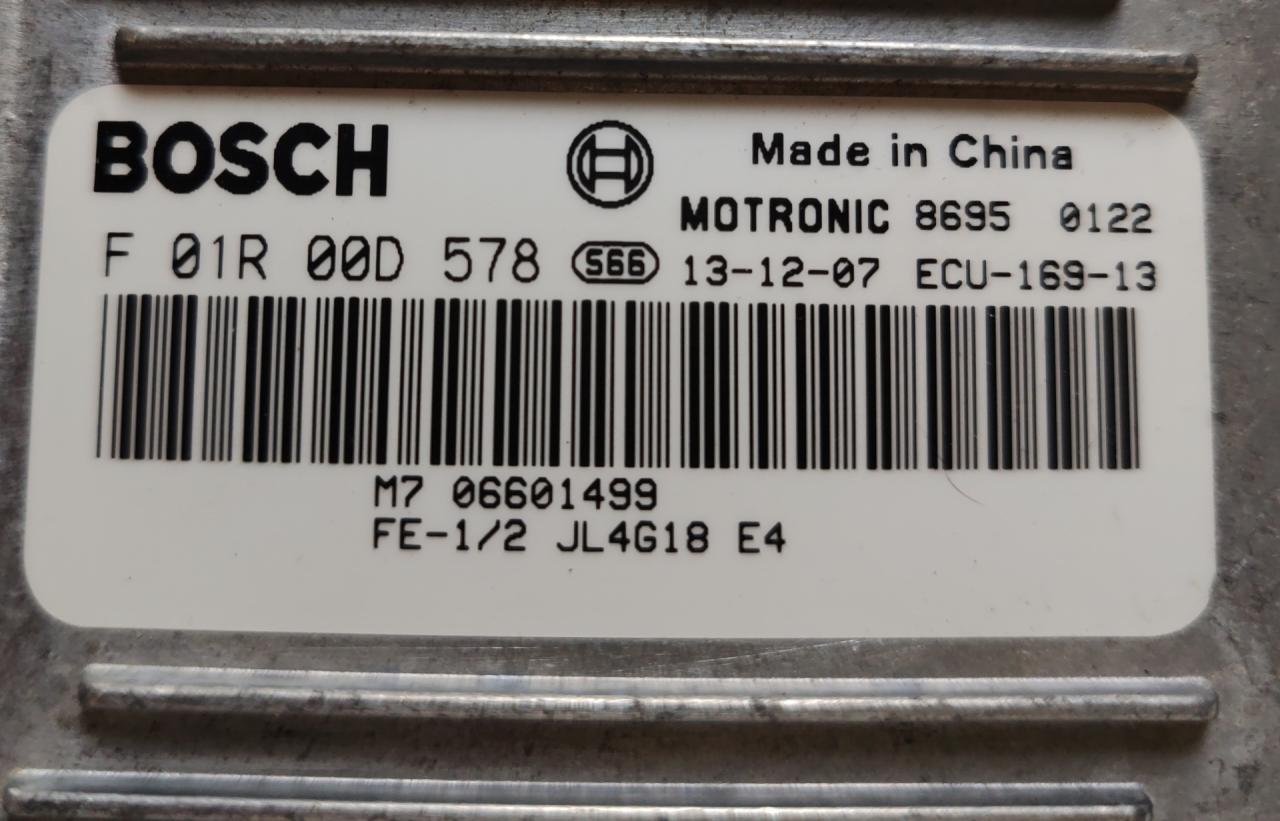 BOSCH
Made in China
MOTRONIC 8695 0122
F 01R 00D 578 S66 13-12-07 ECU-169-13
M7 06601499
FE-1/2 JL4G18 E4